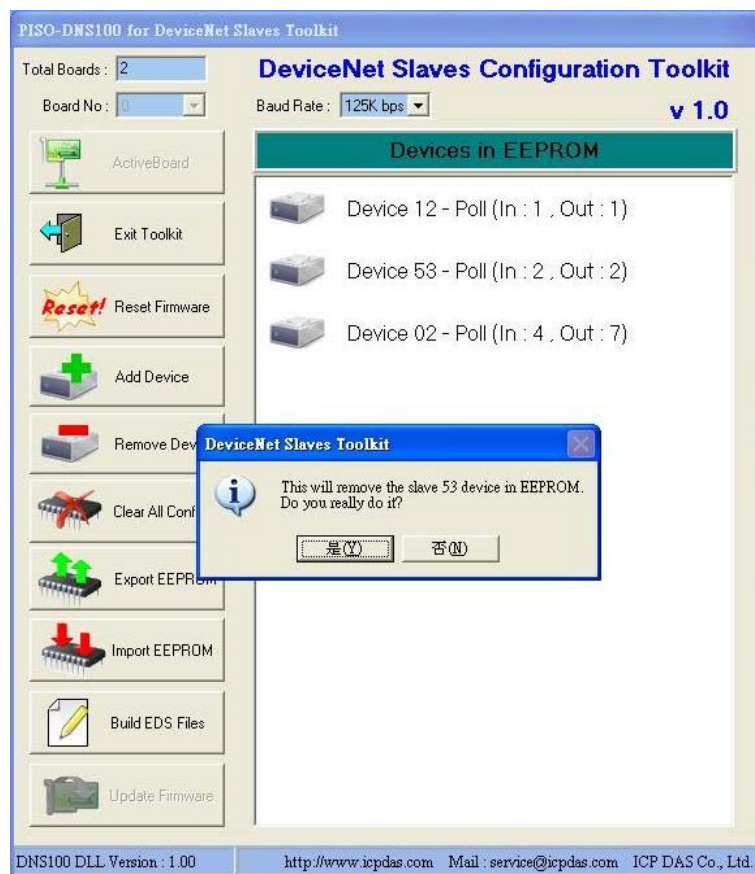 PISO-DNS100 for DeviceNet Slaves Toolkit
Total Boards : 2
DeviceNet Slaves Configuration Toolkit
Board No : 0
Baud Rate : 125K bps
v 1.0
ActiveBoard
Devices in EEPROM
Device 12 - Poll (In : 1 , Out : 1)
Exit Toolkit
Device 53 - Poll (In : 2 , Out : 2)
Reset! Reset Firmware
Device 02 - Poll (In : 4 , Out : 7)
Add Device
Remove Dev
DeviceNet Slaves Toolkit
This will remove the slave 53 device in EEPROM.
Do you really do it?
是(Y) 否(N)
Clear All Conf
Export EEPROM
Import EEPROM
Build EDS Files
Update Firmware
DNS100 DLL Version : 1.00
http://www.icpdas.com Mail : service@icpdas.com ICP DAS Co., Ltd.